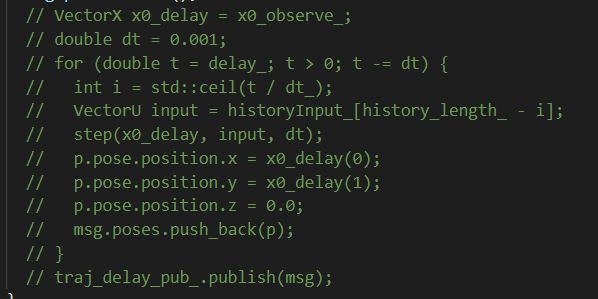 // VectorX x0_delay = x0_observe_;
// double dt = 0.001;
// for (double t = delay_; t > 0; t -= dt) {
//   int i = std::ceil(t / dt_);
//   VectorU input = historyInput_[history_length_ - i];
//   step(x0_delay, input, dt);
//   p.pose.position.x = x0_delay(0);
//   p.pose.position.y = x0_delay(1);
//   p.pose.position.z = 0.0;
//   msg.poses.push_back(p);
// }
// traj_delay_pub_.publish(msg);